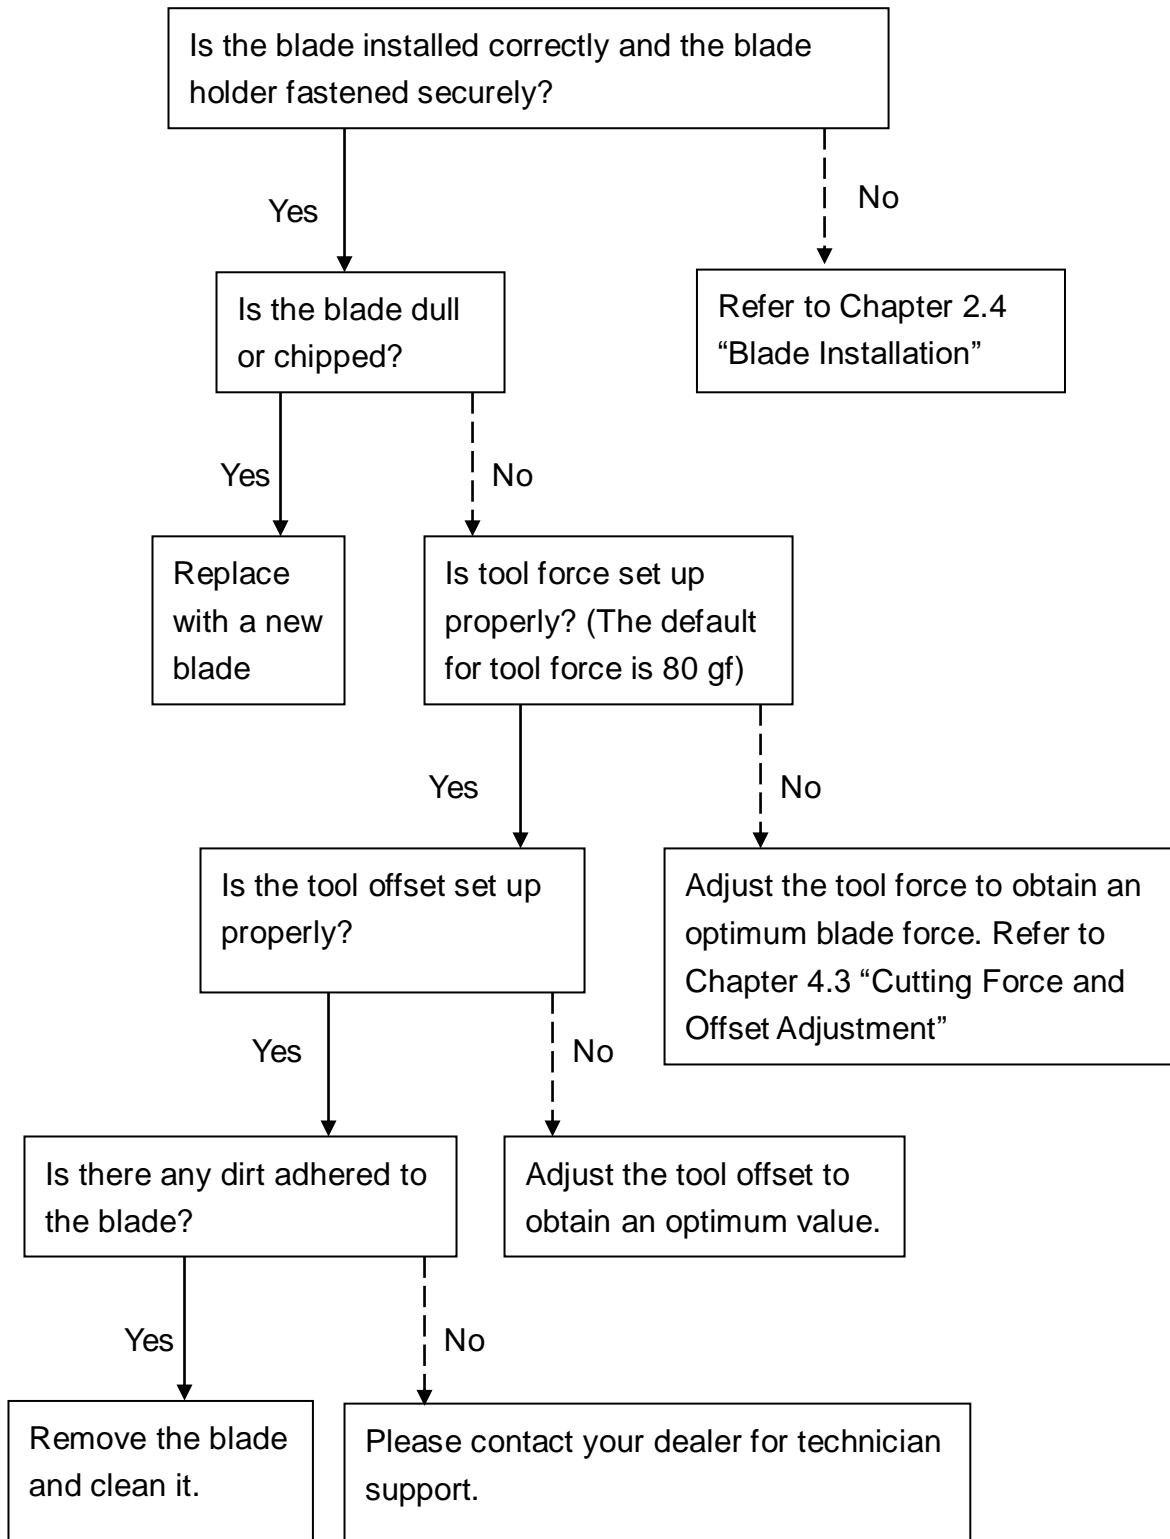 Is the blade installed correctly and the blade
holder fastened securely?
Yes
No
Is the blade dull
or chipped?
Refer to Chapter 2.4
“Blade Installation”
Yes
No
Replace
with a new
blade
Is tool force set up
properly? (The default
for tool force is 80 gf)
Yes
No
Is the tool offset set up
properly?
Adjust the tool force to obtain an
optimum blade force. Refer to
Chapter 4.3 “Cutting Force and
Offset Adjustment”
Yes
No
Is there any dirt adhered to
the blade?
Adjust the tool offset to
obtain an optimum value.
Yes
No
Remove the blade
and clean it.
Please contact your dealer for technician
support.